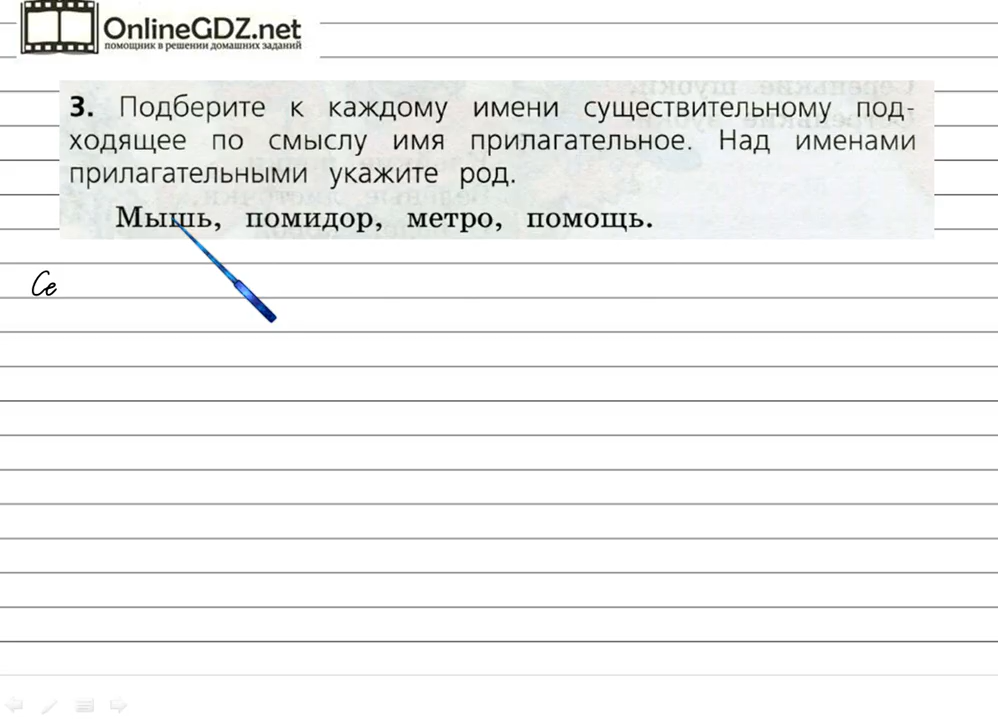 OnlineGDZ.net
помощник в решении домашних заданий
3. Подберите к каждому имени существительному под-
ходящее по смыслу имя прилагательное. Над именами
прилагательными укажите род.
Мышь, помидор, метро, помощь.
Се